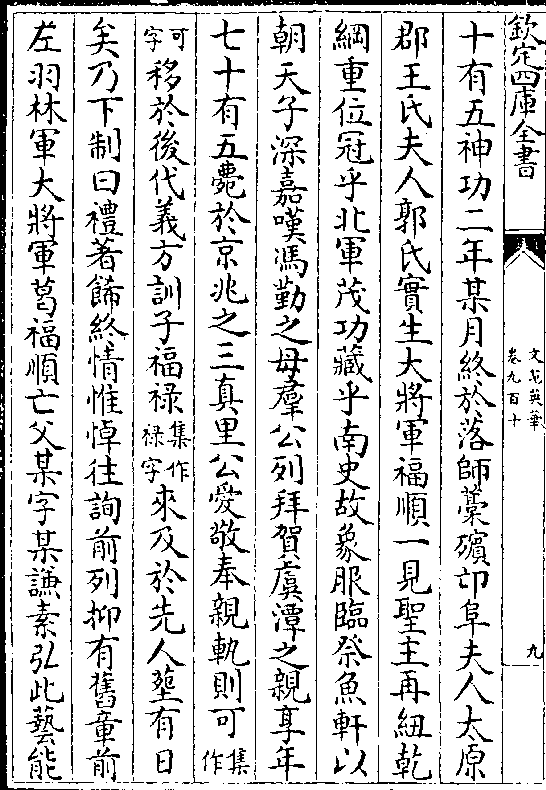 欽定四庫全書
文苑英華
卷九百十
九
十有五神功二年某月終於洛師藁殯邙阜夫人太原
郡王氏夫人郭氏實生大將軍福順一見聖主再紐乾
綱重位冠乎北軍茂功藏乎南史故象服臨祭魚軒以
朝天子深嘉嘆馮勤之母羣公列拜賀虞潭之親享年
七十有五薨於京兆之三真里公愛敬奉親軌則可集作
可字移於後代義方訓子福禄集作禄字來及於先人塟有日
矣乃下制曰禮著飾終情惟悼往詢前列抑有舊章前
左羽林軍大將軍葛福順亡父某字某謙素弘此藝能